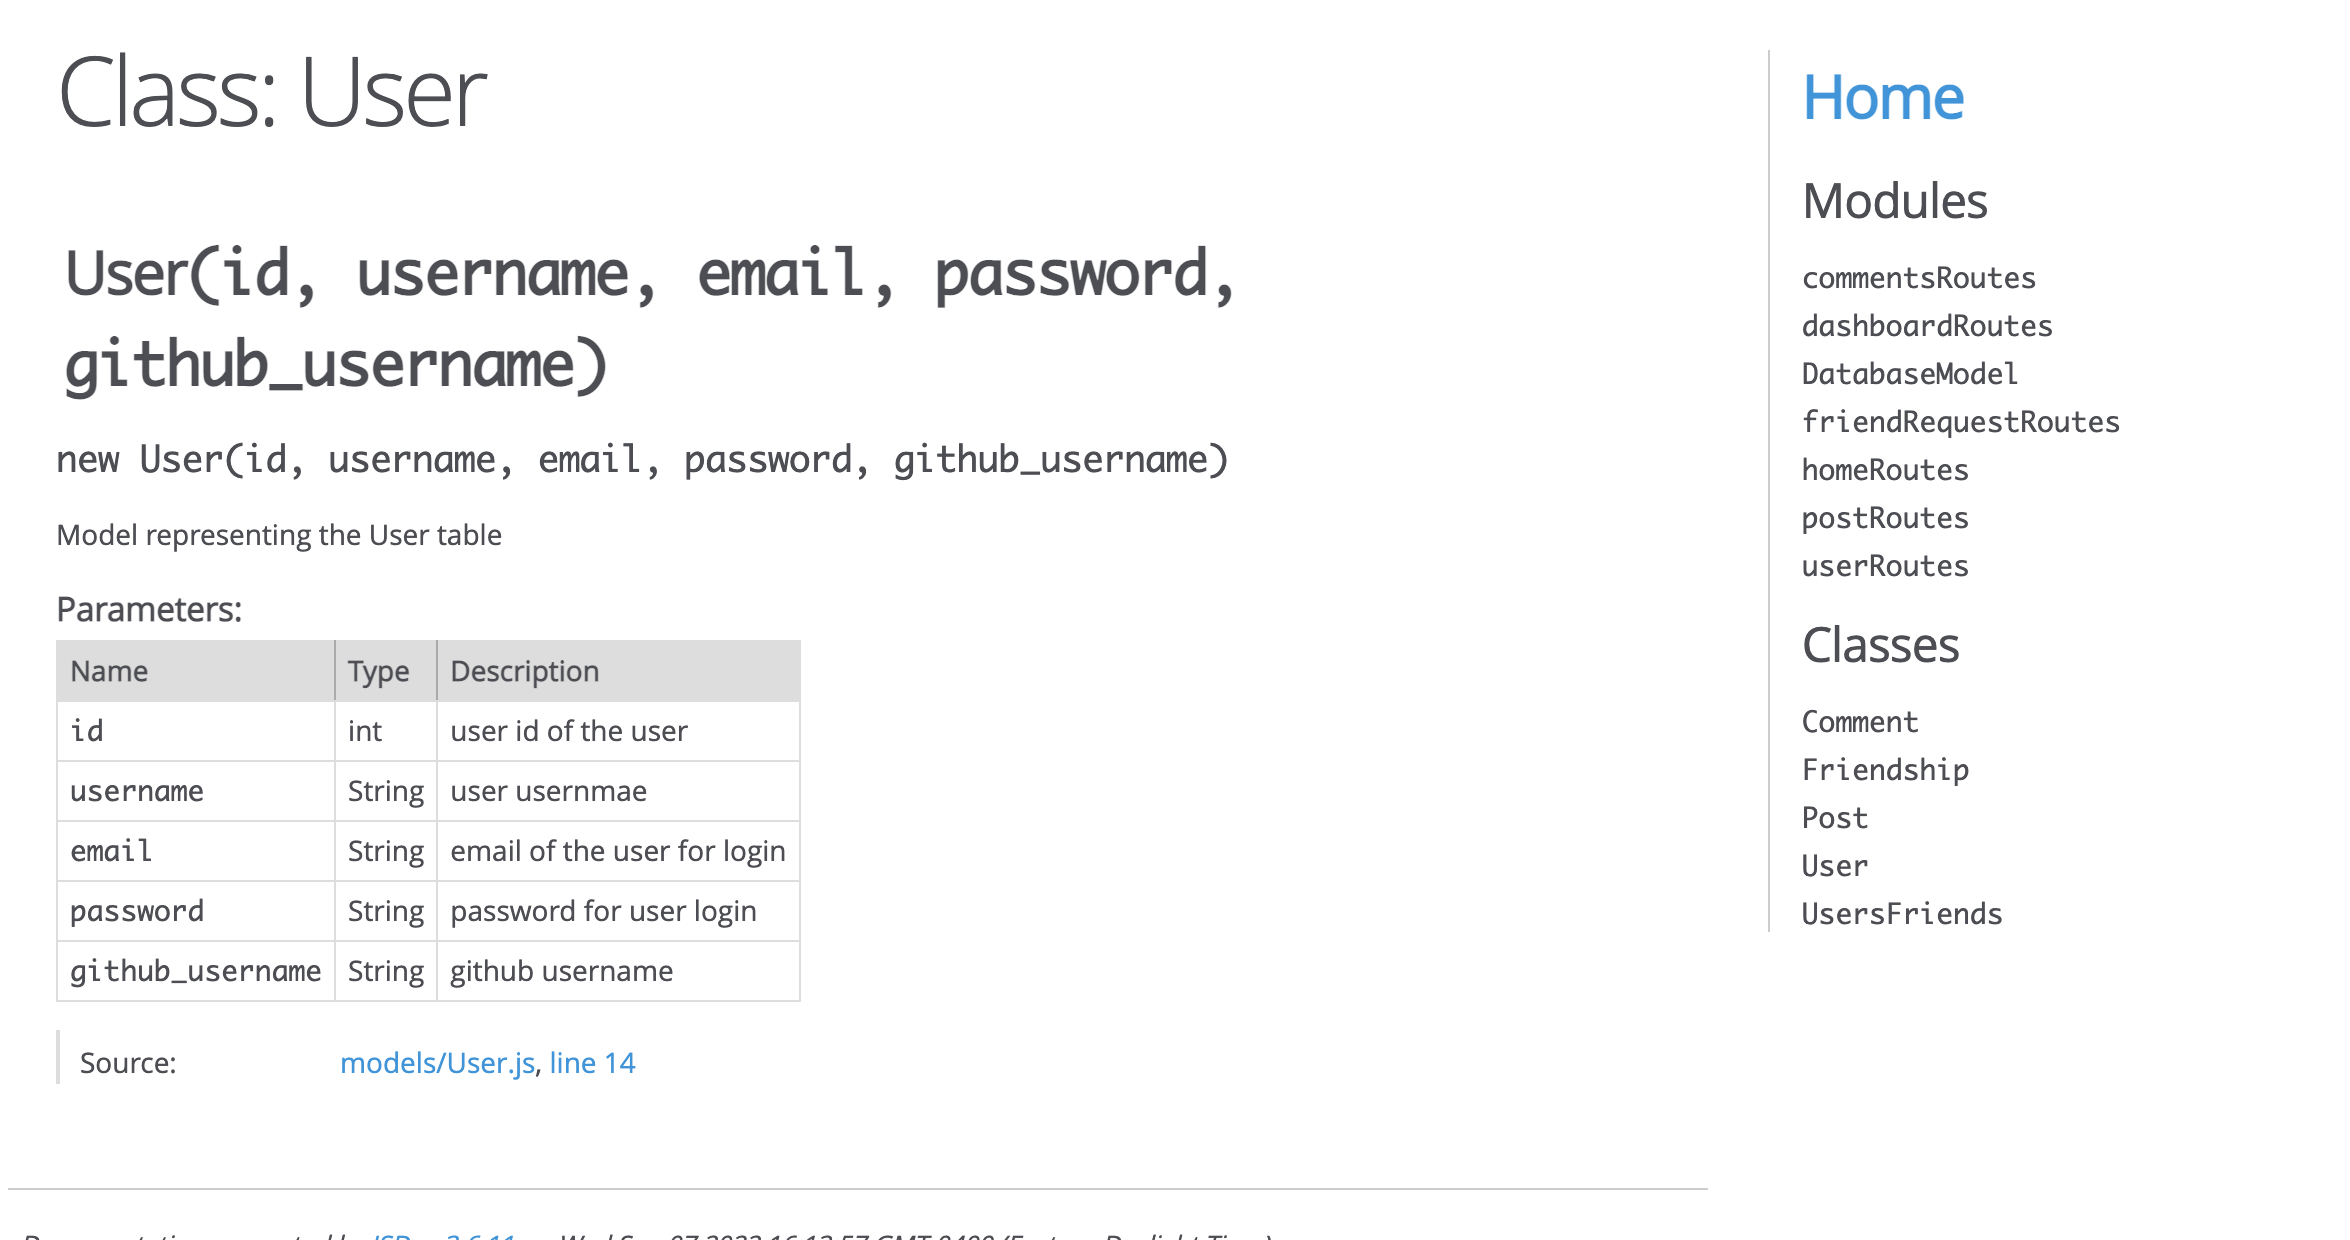 Class: User
User(id, username, email, password,
github_username)
new User(id, username, email, password, github_username)
Model representing the User table
Parameters:
Name Type Description
id int user id of the user
username String user usernmae
email String email of the user for login
password String password for user login
github_username String github username
Source: models/User.js, line 14
Home
Modules
commentsRoutes
dashboardRoutes
DatabaseModel
friendRequestRoutes
homeRoutes
postRoutes
userRoutes
Classes
Comment
Friendship
Post
User
UsersFriends